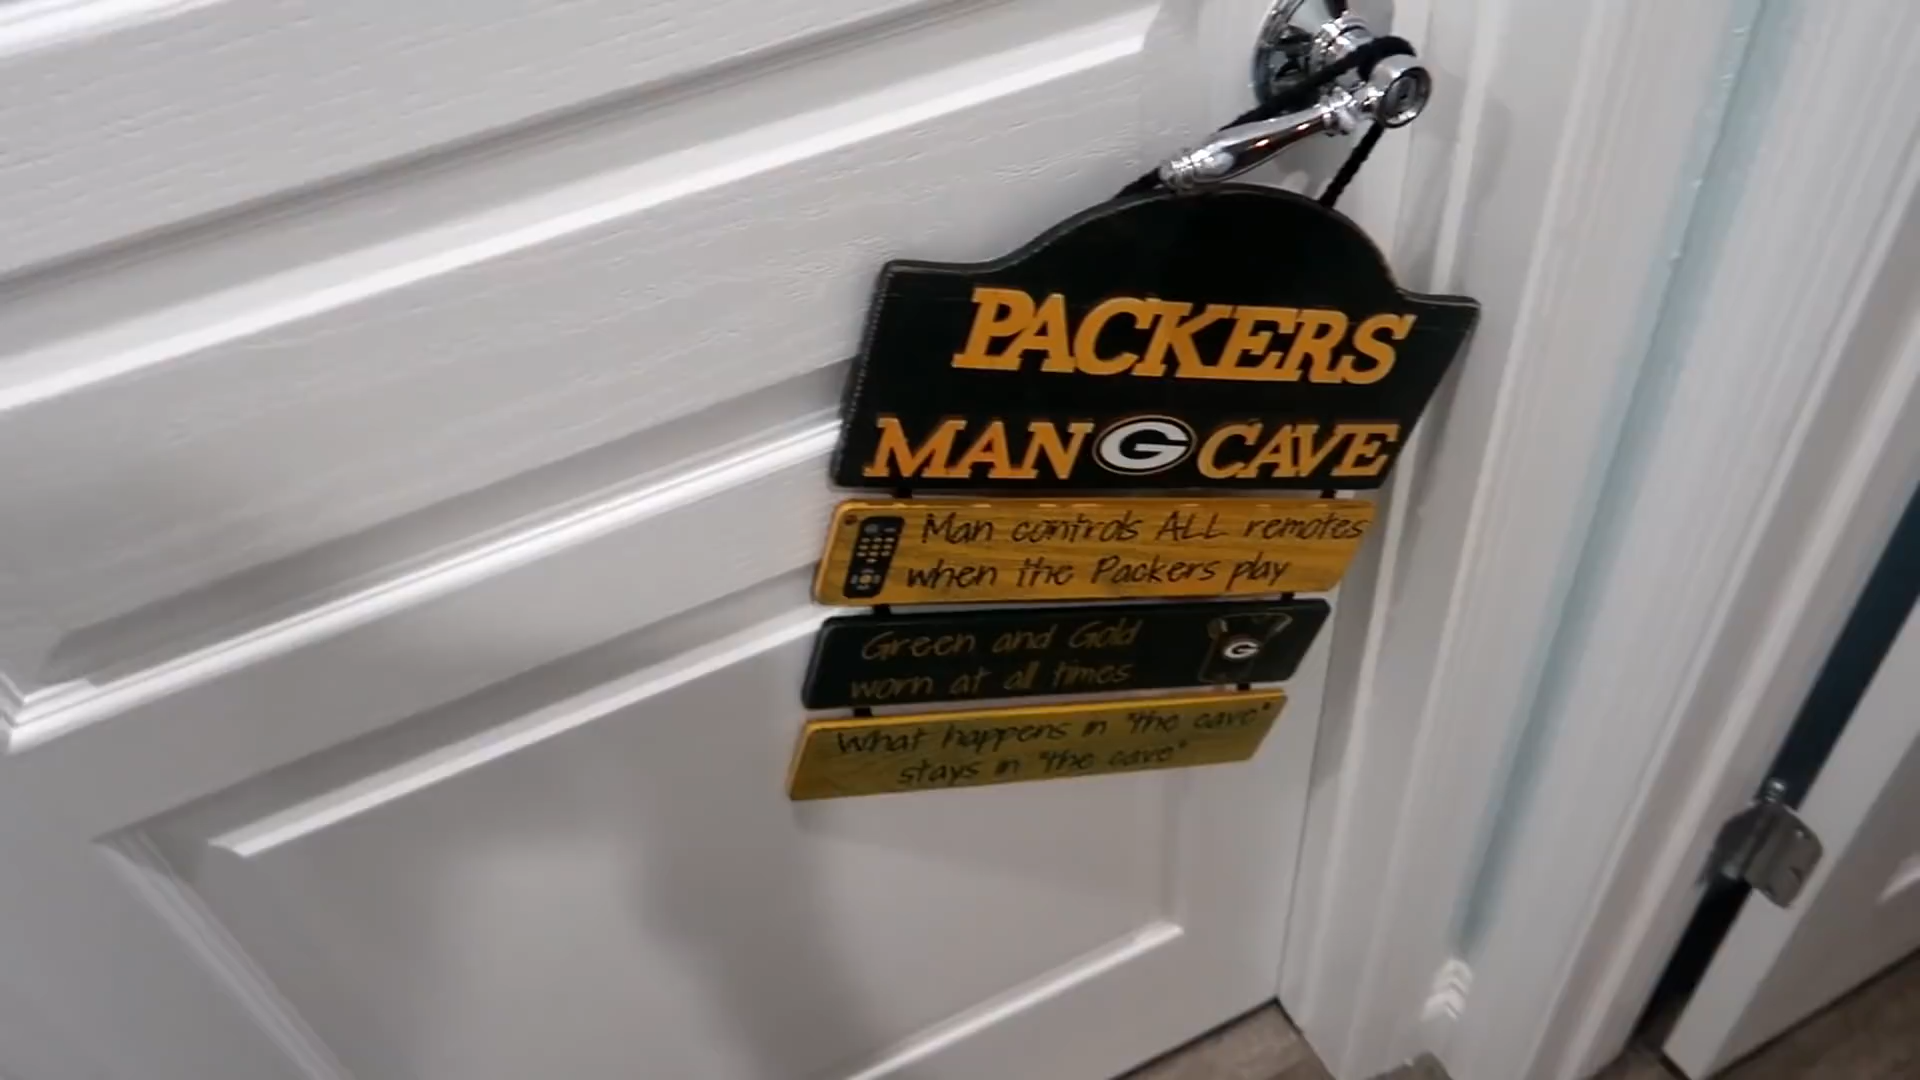 PACKERS
MAN G CAVE
Man controls ALL remotes
when the Packers play
Green and Gold
worn at all times
G
What happens in "the cave"
stays in "the cave"